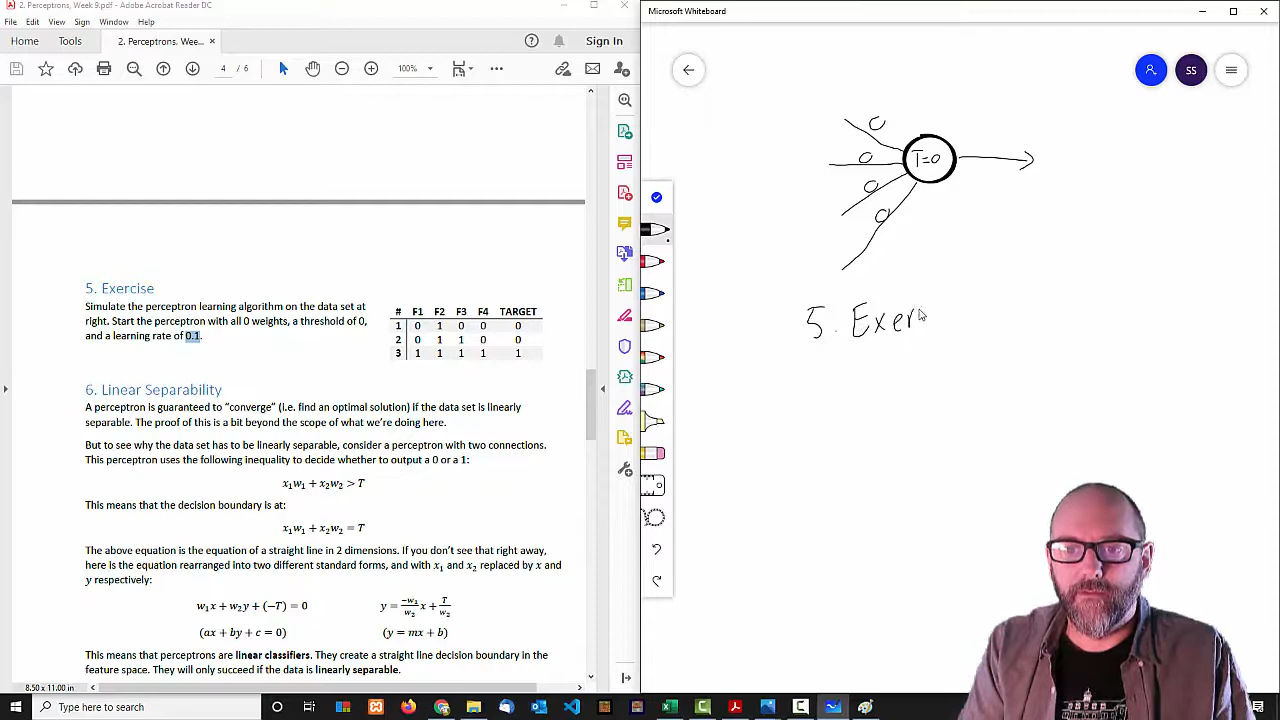 2. Perceptrons, Week 9.pdf - Adobe Acrobat Reader DC
File Edit View Sign Window Help
Home Tools 2. Perceptrons, Wee... × Sign In
4 / 6 100%
5. Exercise
Simulate the perceptron learning algorithm on the data set at
right. Start the perceptron with all 0 weights, a threshold of 0,
and a learning rate of 0.1.
# F1 F2 F3 F4 TARGET
1 0 1 0 0 0
2 0 1 1 0 0
3 1 1 1 1 1
6. Linear Separability
A perceptron is guaranteed to “converge” (i.e. find an optimal solution) if the data set is linearly
separable. The proof of this is a bit beyond the scope of what we’re doing here.
But to see why the data set has to be linearly separable, consider a perceptron with two connections.
This perceptron uses the following inequality to decide whether to output a 0 or a 1:
x₁w₁ + x₂w₂ > T
This means that the decision boundary is at:
x₁w₁ + x₂w₂ = T
The above equation is the equation of a straight line in 2 dimensions. If you don’t see that right away,
here is the equation rearranged into two different standard forms, and with x₁ and x₂ replaced by x and
y respectively:
w₁x + w₂y + (−T) = 0 y = −w₁/w₂ x + T/w₂
(ax + by + c = 0) (y = mx + b)
This means that perceptrons are linear classifiers. They create a straight line decision boundary in the
feature space. They will only succeed if the data is linearly separable.
8.50 x 11.00 in
Type here to search
Microsoft Whiteboard
SS
0
0
T=0
0
0
5. Exer